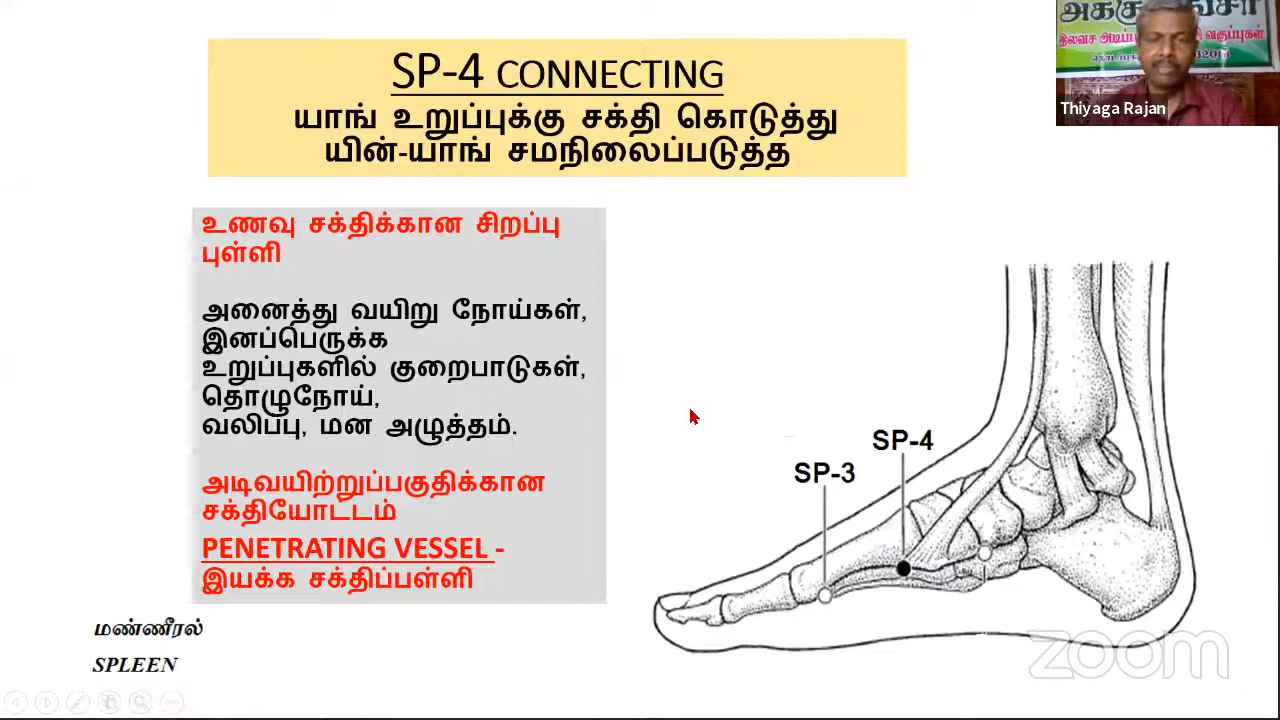 SP-4 CONNECTING
யாங் உறுப்புக்கு சக்தி கொடுத்து
யின்-யாங் சமநிலைப்படுத்த
உணவு சக்திக்கான சிறப்பு
புள்ளி
அனைத்து வயிறு நோய்கள்,
இனப்பெருக்க
உறுப்புகளில் குறைபாடுகள்,
தொழுநோய்,
வலிப்பு, மன அழுத்தம்.
அடிவயிற்றுப்பகுதிக்கான
சக்தியோட்டம்
PENETRATING VESSEL -
இயக்க சக்திப்பள்ளி
மண்ணீரல்
SPLEEN
SP-4
SP-3
Thiyaga Rajan
zoom